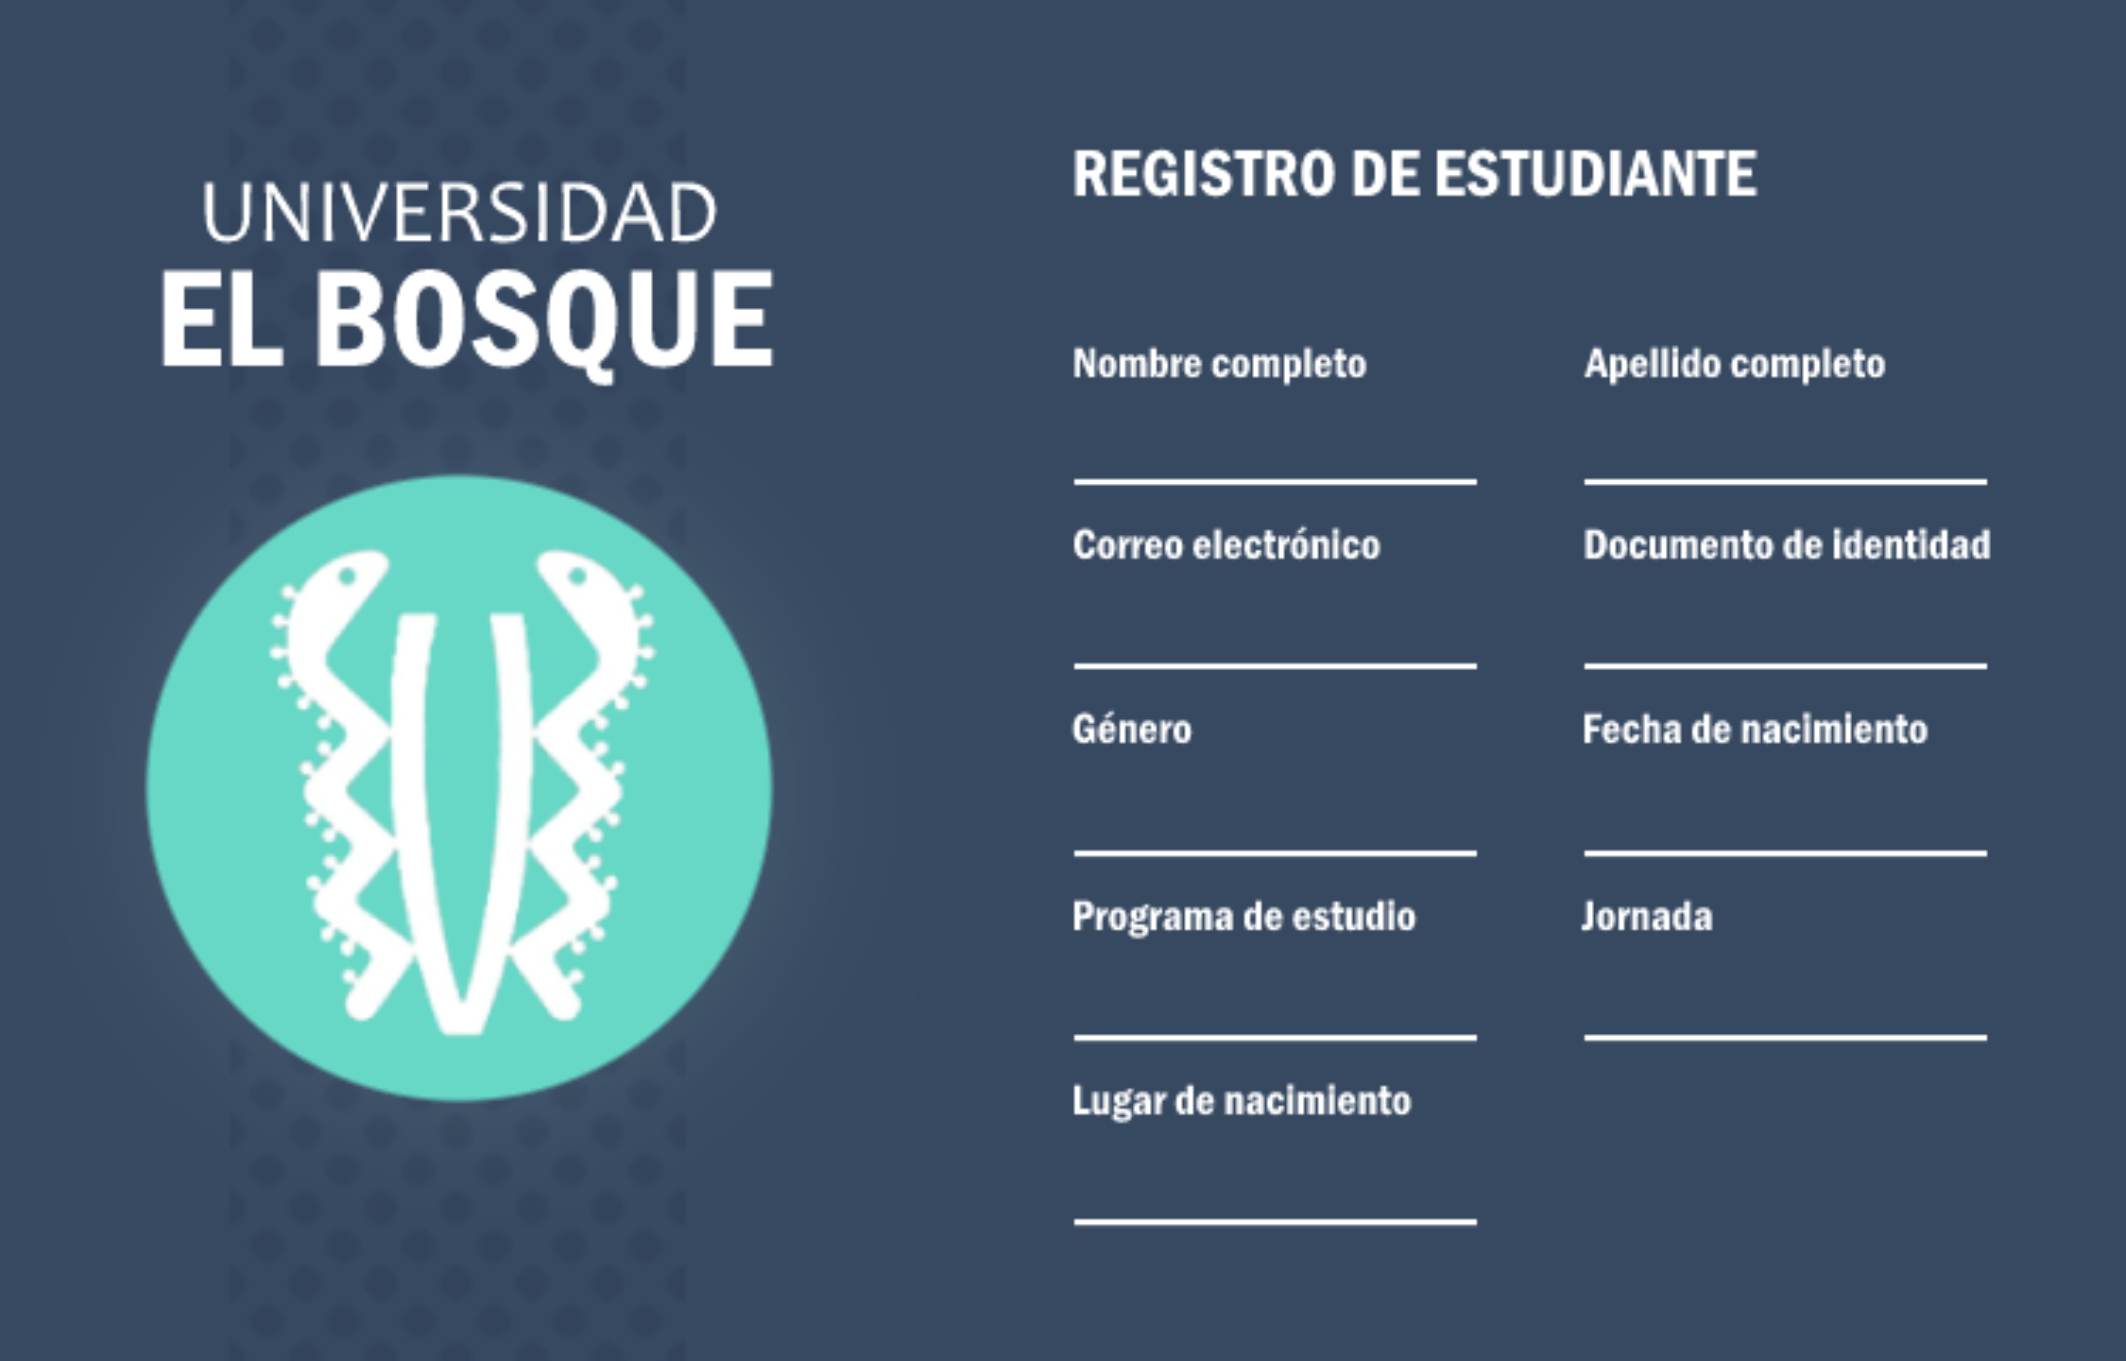 UNIVERSIDAD
EL BOSQUE
REGISTRO DE ESTUDIANTE
Nombre completo
Apellido completo
Correo electrónico
Documento de identidad
Género
Fecha de nacimiento
Programa de estudio
Jornada
Lugar de nacimiento